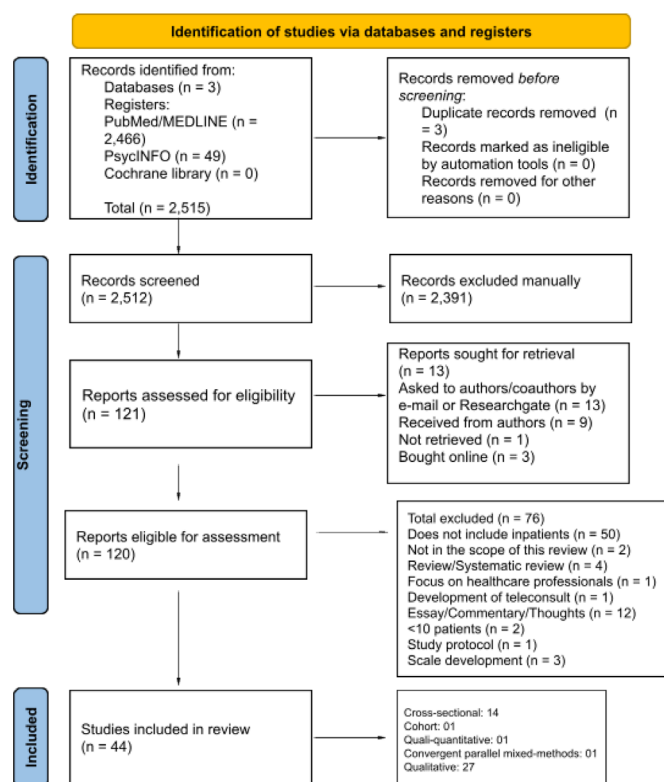 Identification of studies via databases and registers
Identification
Records identified from:
Databases (n = 3)
Registers:
PubMed/MEDLINE (n =
2,466)
PsycINFO (n = 49)
Cochrane library (n = 0)
Total (n = 2,515)
Records removed before
screening:
Duplicate records removed (n
= 3)
Records marked as ineligible
by automation tools (n = 0)
Records removed for other
reasons (n = 0)
Screening
Records screened
(n = 2,512)
Records excluded manually
(n = 2,391)
Reports assessed for eligibility
(n = 121)
Reports sought for retrieval
(n = 13)
Asked to authors/coauthors by
e-mail or Researchgate (n = 13)
Received from authors (n = 9)
Not retrieved (n = 1)
Bought online (n = 3)
Reports eligible for assessment
(n = 120)
Total excluded (n = 76)
Does not include inpatients (n = 50)
Not in the scope of this review (n = 2)
Review/Systematic review (n = 4)
Focus on healthcare professionals (n = 1)
Development of teleconsult (n = 1)
Essay/Commentary/Thoughts (n = 12)
<10 patients (n = 2)
Study protocol (n = 1)
Scale development (n = 3)
Included
Studies included in review
(n = 44)
Cross-sectional: 14
Cohort: 01
Quali-quantitative: 01
Convergent parallel mixed-methods: 01
Qualitative: 27